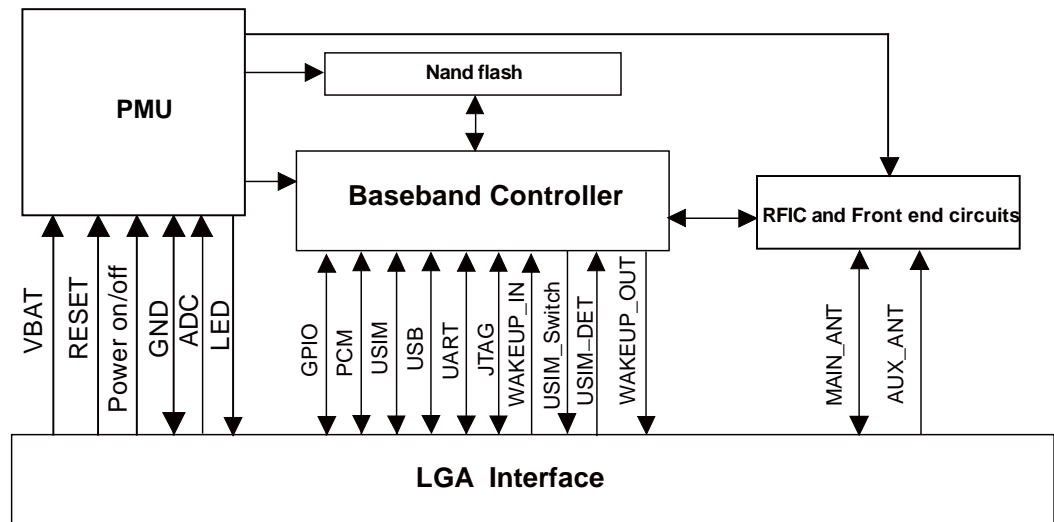 PMU
Nand flash
Baseband Controller
RFIC and Front end circuits
VBAT
RESET
Power on/off
GND
ADC
LED
GPIO
PCM
USIM
USB
UART
JTAG
WAKEUP_IN
USIM_Switch
USIM–DET
WAKEUP_OUT
MAIN_ANT
AUX_ANT
LGA Interface